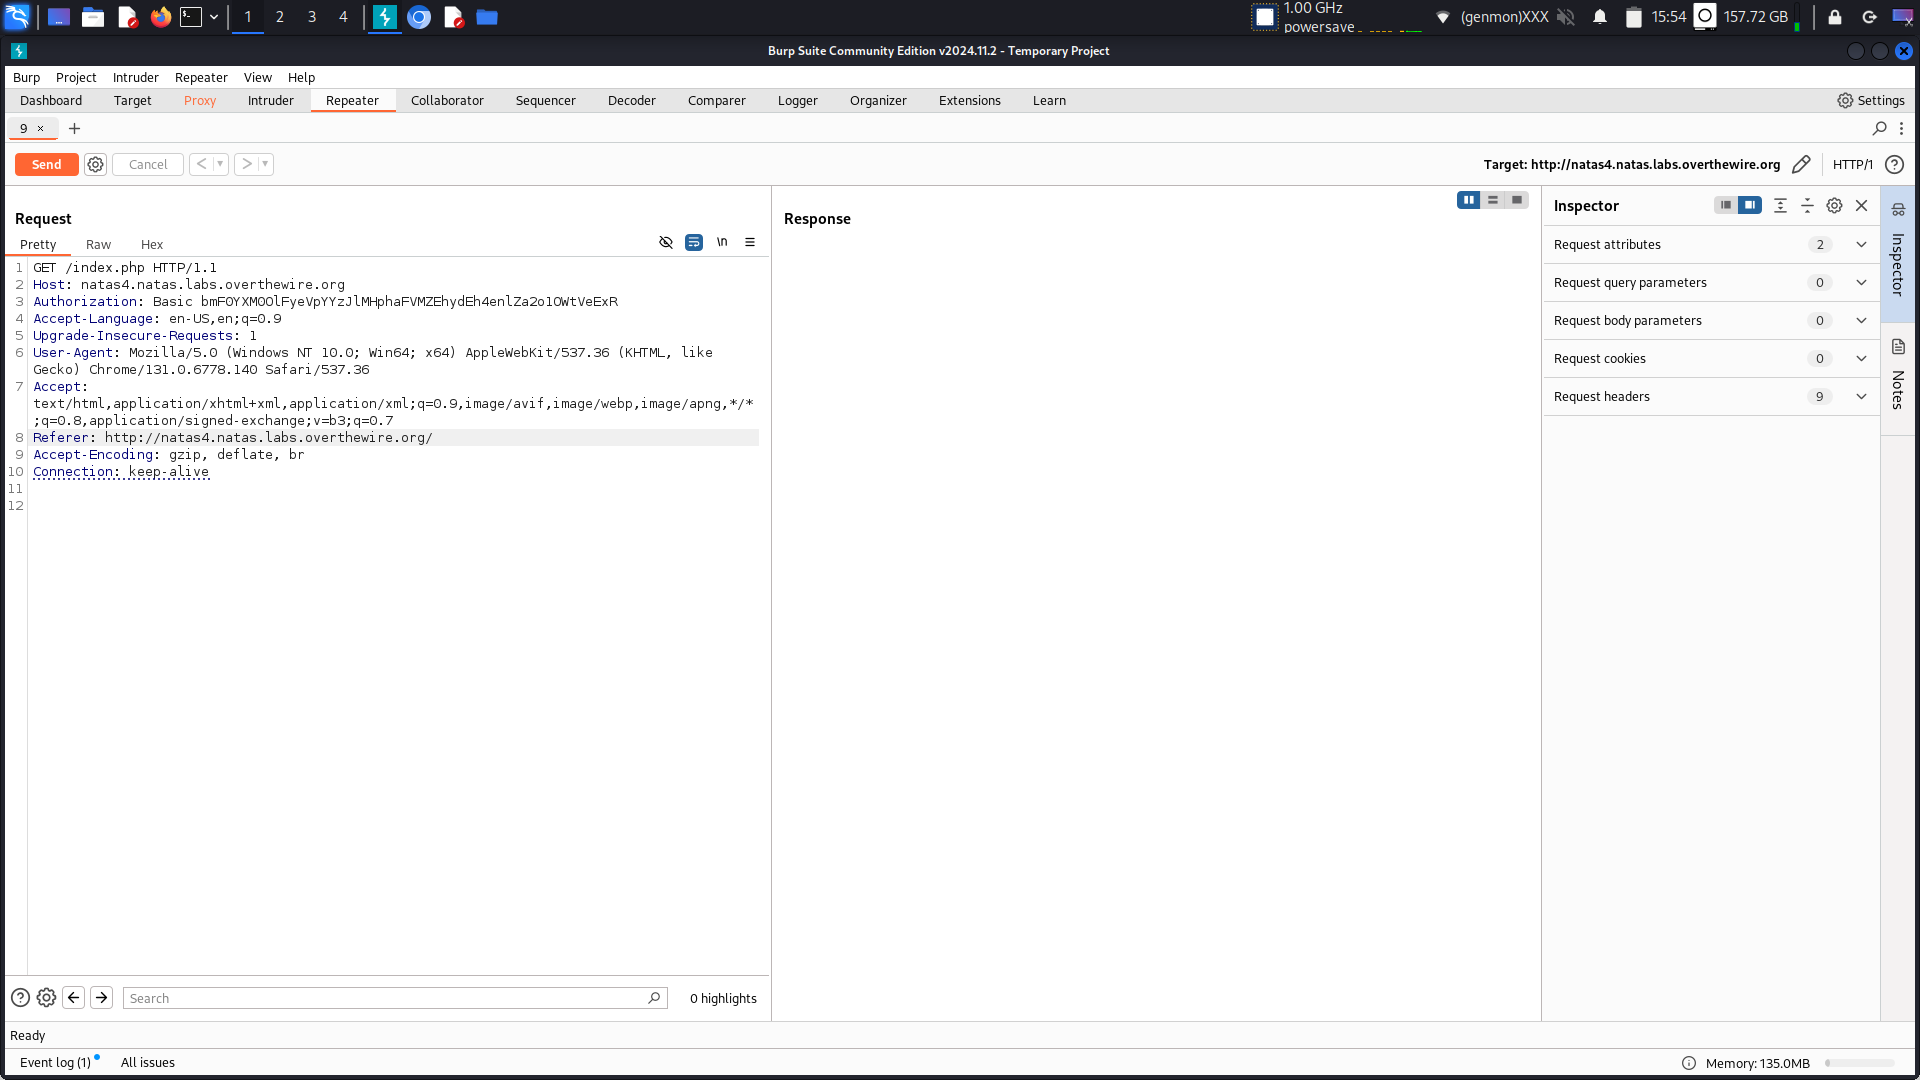 1
2
3
4
1.00 GHz
powersave
(genmon)XXX
15:54
157.72 GB
Burp Suite Community Edition v2024.11.2 - Temporary Project
Burp Project Intruder Repeater View Help
Dashboard Target Proxy Intruder Repeater Collaborator Sequencer Decoder Comparer Logger Organizer Extensions Learn Settings
9 × +
Send Cancel < > Target: http://natas4.natas.labs.overthewire.org HTTP/1 ?
Request
Pretty Raw Hex \n
1 GET /index.php HTTP/1.1
2 Host: natas4.natas.labs.overthewire.org
3 Authorization: Basic bmF0YXM0OlFyeVpYYzJlMHphaFVMZEhydEh4enlZa2o1OWtVeExR
4 Accept-Language: en-US,en;q=0.9
5 Upgrade-Insecure-Requests: 1
6 User-Agent: Mozilla/5.0 (Windows NT 10.0; Win64; x64) AppleWebKit/537.36 (KHTML, like
Gecko) Chrome/131.0.6778.140 Safari/537.36
7 Accept:
text/html,application/xhtml+xml,application/xml;q=0.9,image/avif,image/webp,image/apng,*/*
;q=0.8,application/signed-exchange;v=b3;q=0.7
8 Referer: http://natas4.natas.labs.overthewire.org/
9 Accept-Encoding: gzip, deflate, br
10 Connection: keep-alive
11
12
Search
0 highlights
Response
Inspector
Request attributes 2
Request query parameters 0
Request body parameters 0
Request cookies 0
Request headers 9
Inspector
Notes
Ready
Event log (1) All issues
Memory: 135.0MB